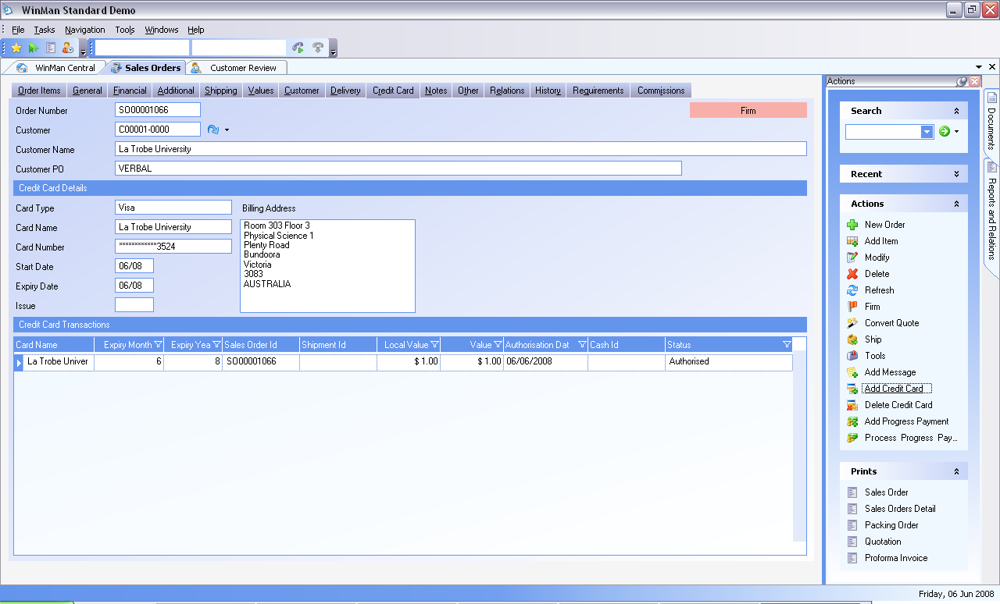 WinMan Standard Demo
File Tasks Navigation Tools Windows Help
WinMan Central Sales Orders Customer Review
Order Items General Financial Additional Shipping Values Customer Delivery Credit Card Notes Other Relations History Requirements Commissions
Order Number SO00001066 Firm
Customer C00001-0000
Customer Name La Trobe University
Customer PO VERBAL
Credit Card Details
Card Type Visa
Card Name La Trobe University
Card Number ************3524
Start Date 06/08
Expiry Date 06/08
Issue
Billing Address
Room 303 Floor 3
Physical Science 1
Plenty Road
Bundoora
Victoria
3083
AUSTRALIA
Credit Card Transactions
Card Name Expiry Month Expiry Yea Sales Order Id Shipment Id Local Value Value Authorisation Dat Cash Id Status
La Trobe Univer 6 8 SO00001066 $ 1.00 $ 1.00 06/06/2008 Authorised
Actions
Search
Recent
Actions
New Order
Add Item
Modify
Delete
Refresh
Firm
Convert Quote
Ship
Tools
Add Message
Add Credit Card
Delete Credit Card
Add Progress Payment
Process Progress Pay...
Prints
Sales Order
Sales Orders Detail
Packing Order
Quotation
Proforma Invoice
Documents
Reports and Relations
Friday, 06 Jun 2008